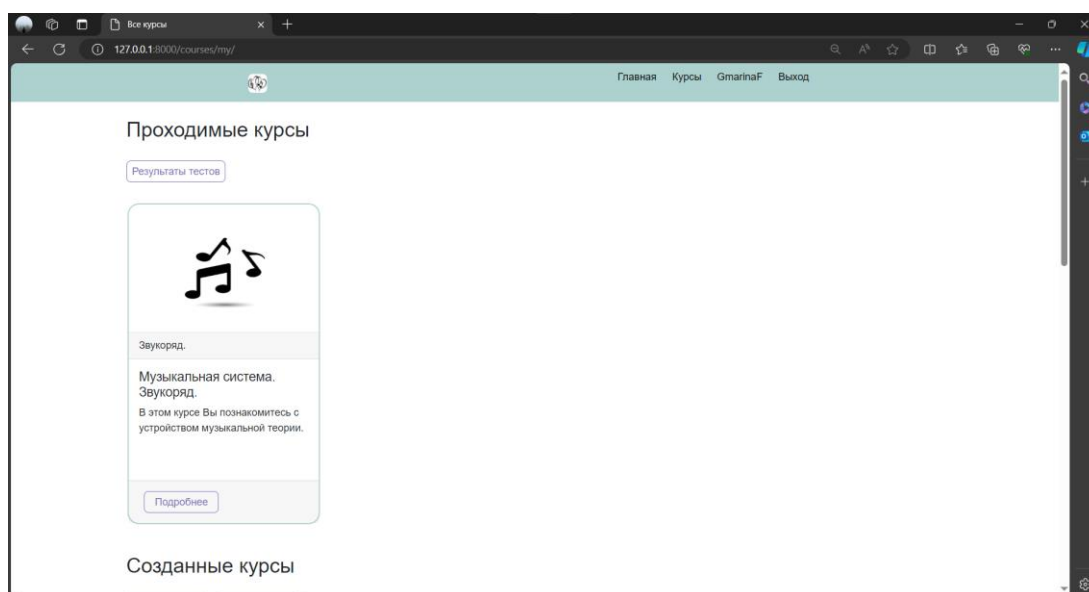 Все курсы
127.0.0.1:8000/courses/my/
Главная Курсы GmarinaF Выход
Проходимые курсы
Результаты тестов
Звукоряд.
Музыкальная система.
Звукоряд.
В этом курсе Вы познакомитесь с
устройством музыкальной теории.
Подробнее
Созданные курсы